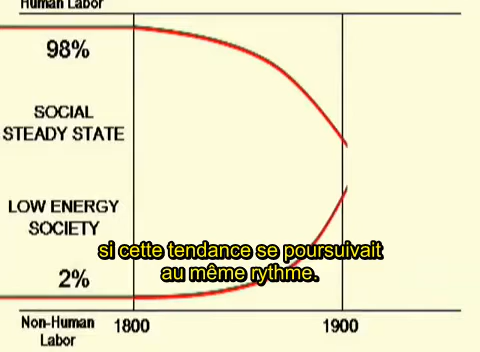 Human Labor
98%
SOCIAL
STEADY STATE
LOW ENERGY
SOCIETY
si cette tendance se poursuivait
au même rythme.
2%
Non-Human
Labor
1800
1900